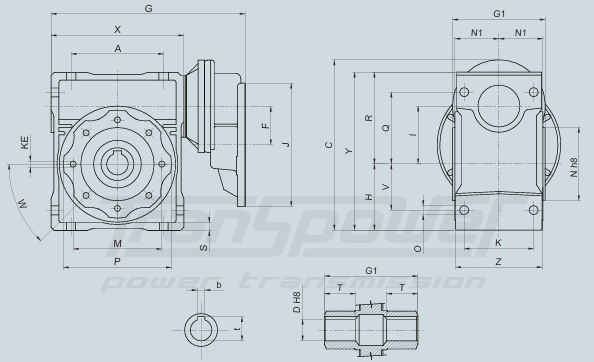 G
X
A
KE
W
M
P
F
J
S
G1
N1 N1
C
Y
R
Q
I
H
V
O
K
Z
N h8
transpower
power transmission
b
t
G1
T T
D H8